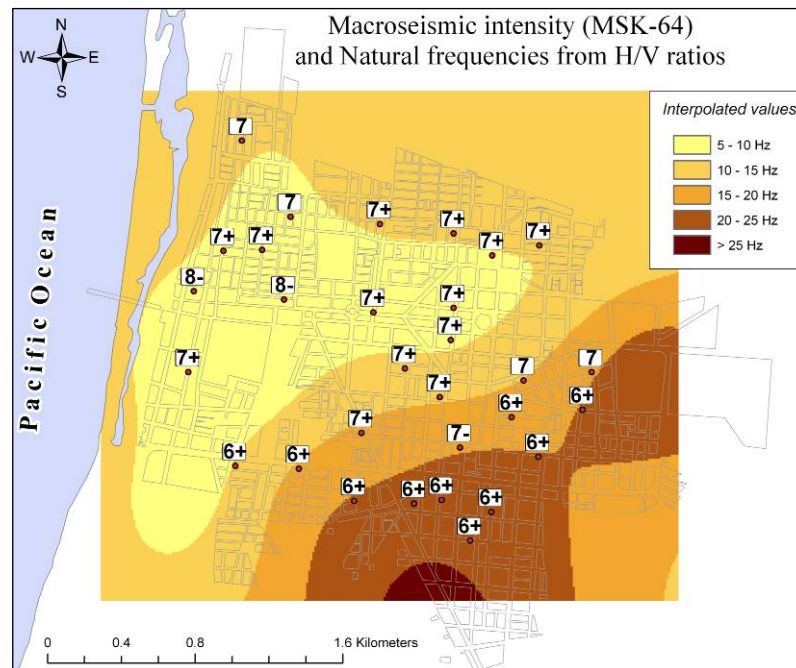 Macroseismic intensity (MSK-64)
and Natural frequencies from H/V ratios
N
W E
S
Interpolated values
5 - 10 Hz
10 - 15 Hz
15 - 20 Hz
20 - 25 Hz
> 25 Hz
Pacific Ocean
7
7
7+
7+
7+
7+
7+
7+
8-
8-
7+
7+
7+
7+
7+
7
7
7+
6+
6+
7+
7-
6+
6+
6+
6+
6+
6+
6+
6+
0 0.4 0.8 1.6 Kilometers